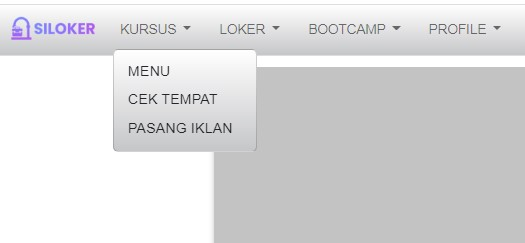 SILOKER KURSUS LOKER BOOTCAMP PROFILE
MENU
CEK TEMPAT
PASANG IKLAN